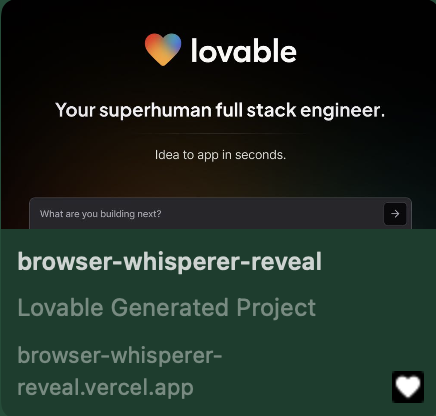 lovable
Your superhuman full stack engineer.
Idea to app in seconds.
What are you building next?
browser-whisperer-reveal
Lovable Generated Project
browser-whisperer-
reveal.vercel.app